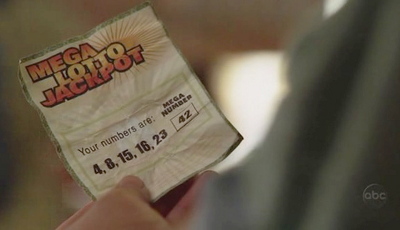 MEGA
LOTTO
JACKPOT
MEGA
NUMBER
Your numbers are: 42
4, 8, 15, 16, 23
abc